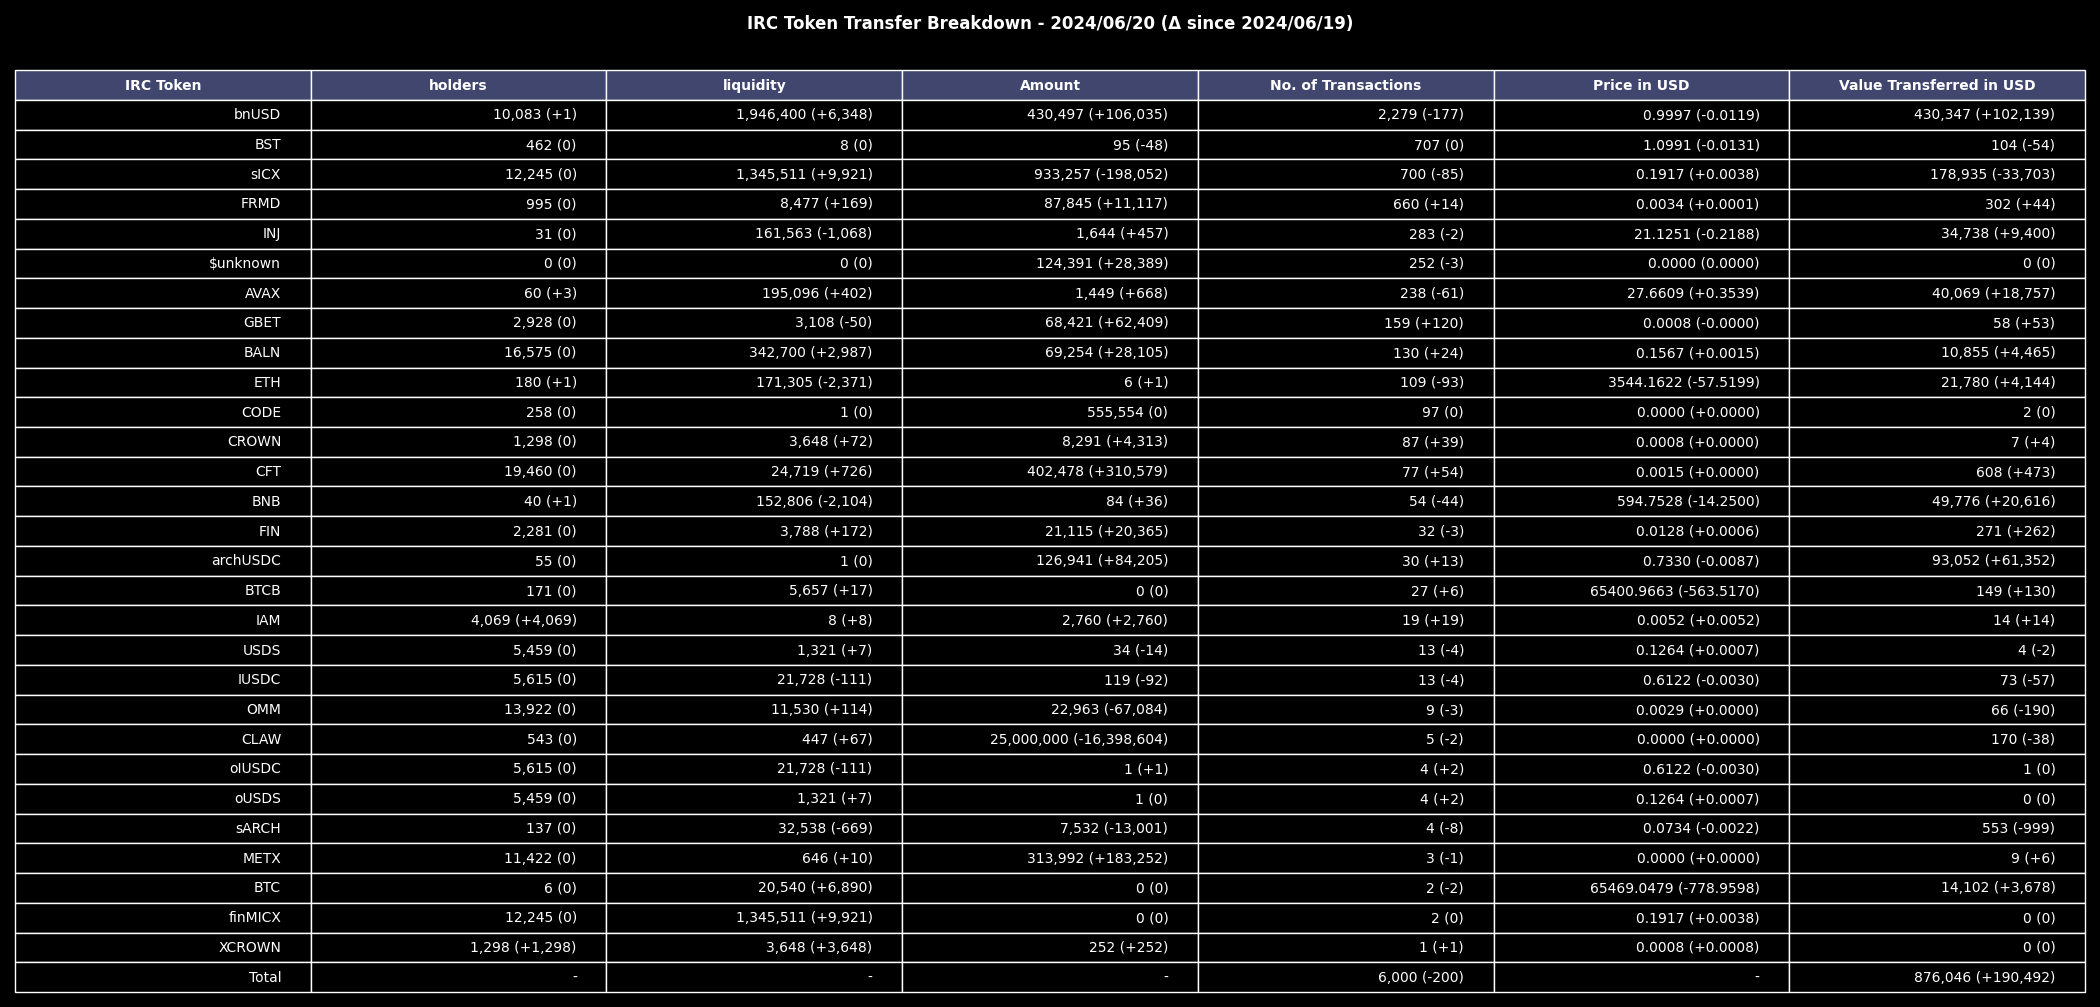 IRC Token Transfer Breakdown - 2024/06/20 (Δ since 2024/06/19)
IRC Token holders liquidity Amount No. of Transactions Price in USD Value Transferred in USD
bnUSD 10,083 (+1) 1,946,400 (+6,348) 430,497 (+106,035) 2,279 (-177) 0.9997 (-0.0119) 430,347 (+102,139)
BST 462 (0) 8 (0) 95 (-48) 707 (0) 1.0991 (-0.0131) 104 (-54)
sICX 12,245 (0) 1,345,511 (+9,921) 933,257 (-198,052) 700 (-85) 0.1917 (+0.0038) 178,935 (-33,703)
FRMD 995 (0) 8,477 (+169) 87,845 (+11,117) 660 (+14) 0.0034 (+0.0001) 302 (+44)
INJ 31 (0) 161,563 (-1,068) 1,644 (+457) 283 (-2) 21.1251 (-0.2188) 34,738 (+9,400)
$unknown 0 (0) 0 (0) 124,391 (+28,389) 252 (-3) 0.0000 (0.0000) 0 (0)
AVAX 60 (+3) 195,096 (+402) 1,449 (+668) 238 (-61) 27.6609 (+0.3539) 40,069 (+18,757)
GBET 2,928 (0) 3,108 (-50) 68,421 (+62,409) 159 (+120) 0.0008 (-0.0000) 58 (+53)
BALN 16,575 (0) 342,700 (+2,987) 69,254 (+28,105) 130 (+24) 0.1567 (+0.0015) 10,855 (+4,465)
ETH 180 (+1) 171,305 (-2,371) 6 (+1) 109 (-93) 3544.1622 (-57.5199) 21,780 (+4,144)
CODE 258 (0) 1 (0) 555,554 (0) 97 (0) 0.0000 (+0.0000) 2 (0)
CROWN 1,298 (0) 3,648 (+72) 8,291 (+4,313) 87 (+39) 0.0008 (+0.0000) 7 (+4)
CFT 19,460 (0) 24,719 (+726) 402,478 (+310,579) 77 (+54) 0.0015 (+0.0000) 608 (+473)
BNB 40 (+1) 152,806 (-2,104) 84 (+36) 54 (-44) 594.7528 (-14.2500) 49,776 (+20,616)
FIN 2,281 (0) 3,788 (+172) 21,115 (+20,365) 32 (-3) 0.0128 (+0.0006) 271 (+262)
archUSDC 55 (0) 1 (0) 126,941 (+84,205) 30 (+13) 0.7330 (-0.0087) 93,052 (+61,352)
BTCB 171 (0) 5,657 (+17) 0 (0) 27 (+6) 65400.9663 (-563.5170) 149 (+130)
IAM 4,069 (+4,069) 8 (+8) 2,760 (+2,760) 19 (+19) 0.0052 (+0.0052) 14 (+14)
USDS 5,459 (0) 1,321 (+7) 34 (-14) 13 (-4) 0.1264 (+0.0007) 4 (-2)
IUSDC 5,615 (0) 21,728 (-111) 119 (-92) 13 (-4) 0.6122 (-0.0030) 73 (-57)
OMM 13,922 (0) 11,530 (+114) 22,963 (-67,084) 9 (-3) 0.0029 (+0.0000) 66 (-190)
CLAW 543 (0) 447 (+67) 25,000,000 (-16,398,604) 5 (-2) 0.0000 (+0.0000) 170 (-38)
oIUSDC 5,615 (0) 21,728 (-111) 1 (+1) 4 (+2) 0.6122 (-0.0030) 1 (0)
oUSDS 5,459 (0) 1,321 (+7) 1 (0) 4 (+2) 0.1264 (+0.0007) 0 (0)
sARCH 137 (0) 32,538 (-669) 7,532 (-13,001) 4 (-8) 0.0734 (-0.0022) 553 (-999)
METX 11,422 (0) 646 (+10) 313,992 (+183,252) 3 (-1) 0.0000 (+0.0000) 9 (+6)
BTC 6 (0) 20,540 (+6,890) 0 (0) 2 (-2) 65469.0479 (-778.9598) 14,102 (+3,678)
finMICX 12,245 (0) 1,345,511 (+9,921) 0 (0) 2 (0) 0.1917 (+0.0038) 0 (0)
XCROWN 1,298 (+1,298) 3,648 (+3,648) 252 (+252) 1 (+1) 0.0008 (+0.0008) 0 (0)
Total - - - 6,000 (-200) - 876,046 (+190,492)